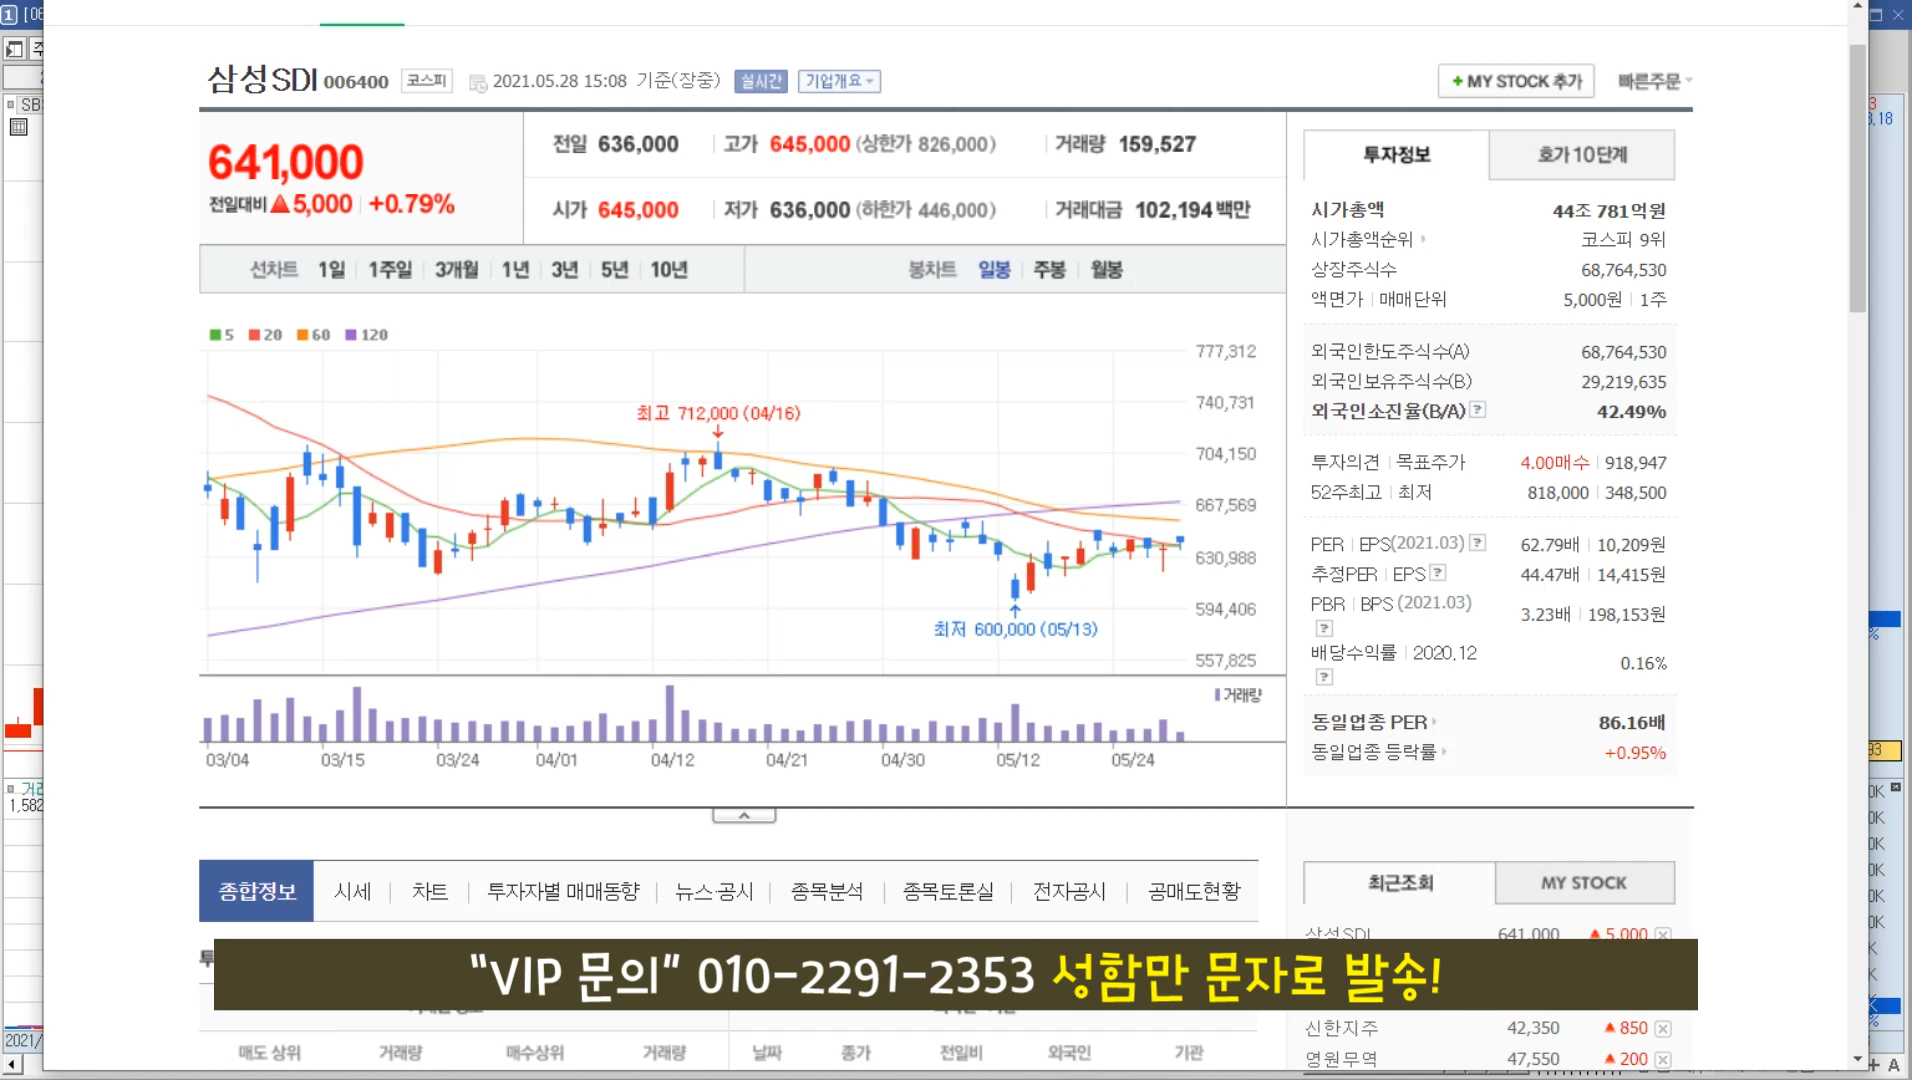 1 [06
삼성SDI 006400 코스피 2021.05.28 15:08 기준(장중) 실시간 기업개요
+ MY STOCK 추가 빠른주문
641,000
전일대비 ▲5,000 +0.79%
전일 636,000 고가 645,000 (상한가 826,000) 거래량 159,527
시가 645,000 저가 636,000 (하한가 446,000) 거래대금 102,194백만
선차트 1일 1주일 3개월 1년 3년 5년 10년
봉차트 일봉 주봉 월봉
5 20 60 120
최고 712,000 (04/16)
최저 600,000 (05/13)
777,312
740,731
704,150
667,569
630,988
594,406
557,825
거래량
03/04 03/15 03/24 04/01 04/12 04/21 04/30 05/12 05/24
투자정보 호가 10단계
시가총액 44조 781억원
시가총액순위 코스피 9위
상장주식수 68,764,530
액면가 매매단위 5,000원 1주
외국인한도주식수(A) 68,764,530
외국인보유주식수(B) 29,219,635
외국인소진율(B/A) ? 42.49%
투자의견 목표주가 4.00매수 918,947
52주최고 최저 818,000 348,500
PER EPS(2021.03) ? 62.79배 10,209원
추정PER EPS ? 44.47배 14,415원
PBR BPS (2021.03) ? 3.23배 198,153원
배당수익률 2020.12 ? 0.16%
동일업종 PER 86.16배
동일업종 등락률 +0.95%
종합정보 시세 차트 투자자별 매매동향 뉴스·공시 종목분석 종목토론실 전자공시 공매도현황
최근조회 MY STOCK
삼성SDI 641,000 ▲ 5,000
"VIP 문의" 010-2291-2353 성함만 문자로 발송!
신한지주 42,350 ▲ 850
영원무역 47,550 ▲ 200
매도 상위 거래량 매수상위 거래량 날짜 종가 전일비 외국인 기관
1,582
2021/